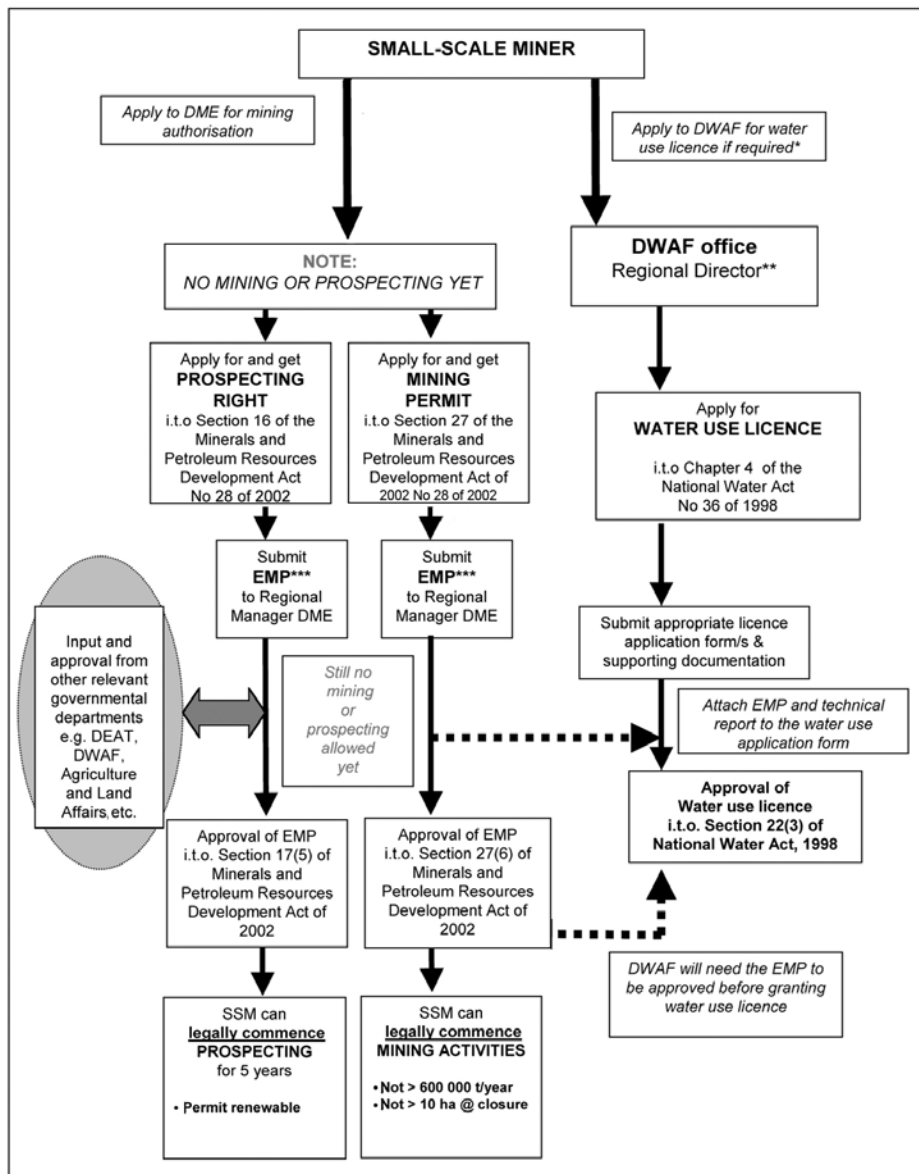 SMALL-SCALE MINER
Apply to DME for mining
authorisation
Apply to DWAF for water
use licence if required*
DWAF office
Regional Director**
NOTE:
NO MINING OR PROSPECTING YET
Apply for and get
PROSPECTING
RIGHT
i.t.o Section 16 of the
Minerals and
Petroleum Resources
Development Act
No 28 of 2002
Apply for and get
MINING
PERMIT
i.t.o Section 27 of the
Minerals and
Petroleum Resources
Development Act of
2002 No 28 of 2002
Apply for
WATER USE LICENCE
i.t.o Chapter 4 of the
National Water Act
No 36 of 1998
Submit
EMP***
to Regional
Manager DME
Submit
EMP***
to Regional
Manager DME
Submit appropriate licence
application form/s &
supporting documentation
Input and
approval from
other relevant
governmental
departments
e.g. DEAT,
DWAF,
Agriculture
and Land
Affairs, etc.
Still no
mining
or
prospecting
allowed
yet
Attach EMP and technical
report to the water use
application form
Approval of
Water use licence
i.t.o. Section 22(3) of
National Water Act, 1998
Approval of EMP
i.t.o. Section 17(5) of
Minerals and
Petroleum Resources
Development Act of
2002
Approval of EMP
i.t.o. Section 27(6) of
Minerals and
Petroleum Resources
Development Act of
2002
DWAF will need the EMP to
be approved before granting
water use licence
SSM can
legally commence
PROSPECTING
for 5 years
• Permit renewable
SSM can
legally commence
MINING ACTIVITIES
•Not > 600 000 t/year
•Not > 10 ha @ closure